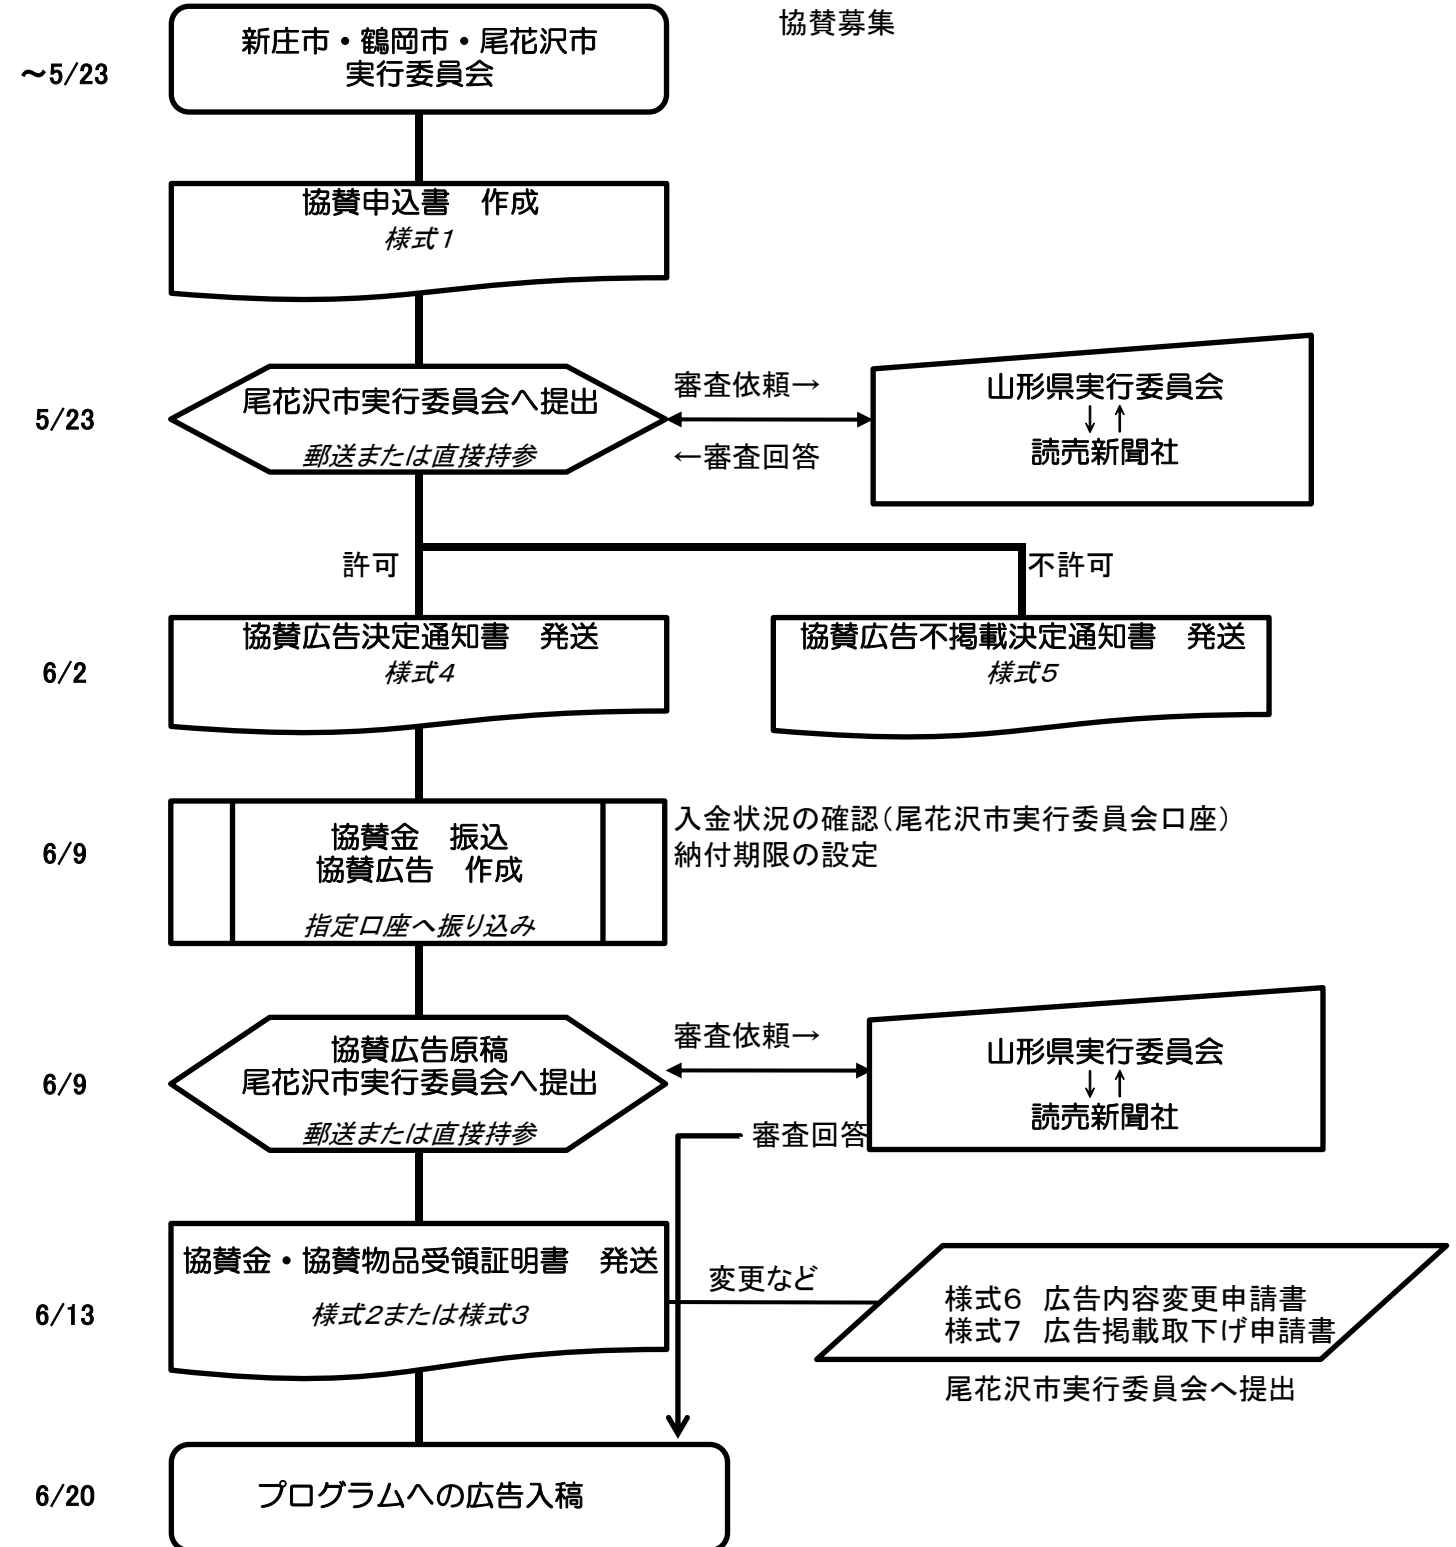 協賛募集
新庄市・鶴岡市・尾花沢市
実行委員会
～5/23
協賛申込書　作成
様式1
尾花沢市実行委員会へ提出
郵送または直接持参
5/23
審査依頼→
←審査回答
山形県実行委員会
↓↑
読売新聞社
許可
不許可
協賛広告決定通知書　発送
様式4
協賛広告不掲載決定通知書　発送
様式5
6/2
協賛金　振込
協賛広告　作成
指定口座へ振り込み
6/9
入金状況の確認（尾花沢市実行委員会口座）
納付期限の設定
協賛広告原稿
尾花沢市実行委員会へ提出
郵送または直接持参
6/9
審査依頼→
審査回答
山形県実行委員会
↓↑
読売新聞社
協賛金・協賛物品受領証明書　発送
様式2または様式3
6/13
変更など
様式6　広告内容変更申請書
様式7　広告掲載取下げ申請書
尾花沢市実行委員会へ提出
プログラムへの広告入稿
6/20